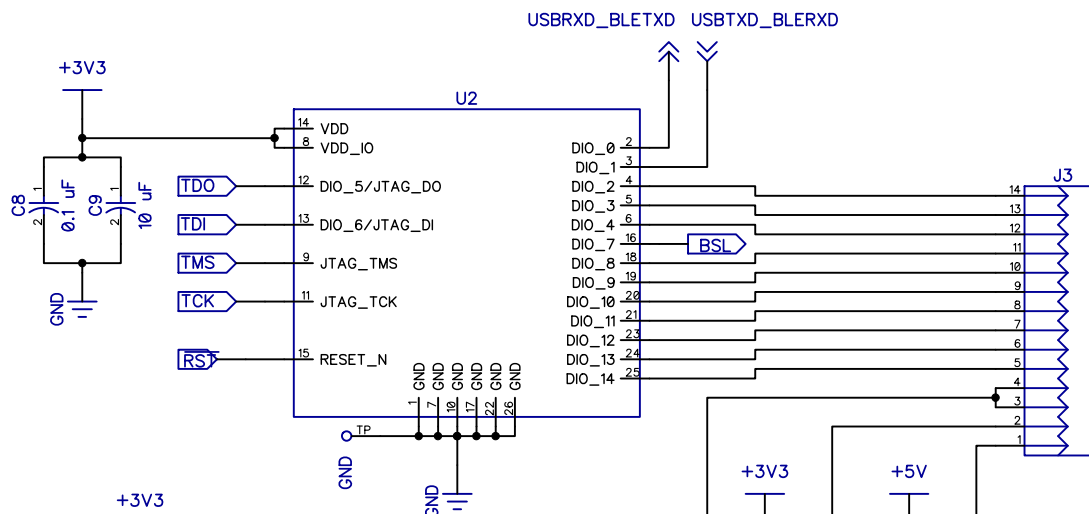 USBRXD_BLETXD USBTXD_BLERXD
+3V3
U2
14 VDD
8 VDD_IO
12 DIO_5/JTAG_DO
13 DIO_6/JTAG_DI
9 JTAG_TMS
11 JTAG_TCK
15 RESET_N
TDO
TDI
TMS
TCK
RST
C8
1
2
0.1 uF
C9
1
2
10 uF
GND
DIO_0 2
DIO_1 3
DIO_2 4
DIO_3 5
DIO_4 6
DIO_7 16
DIO_8 18
DIO_9 19
DIO_10 20
DIO_11 21
DIO_12 23
DIO_13 24
DIO_14 25
BSL
J3
14
13
12
11
10
9
8
7
6
5
4
3
2
1
GND GND GND GND GND GND
1 7 10 17 22 26
TP
GND
GND
+3V3
+3V3
+5V